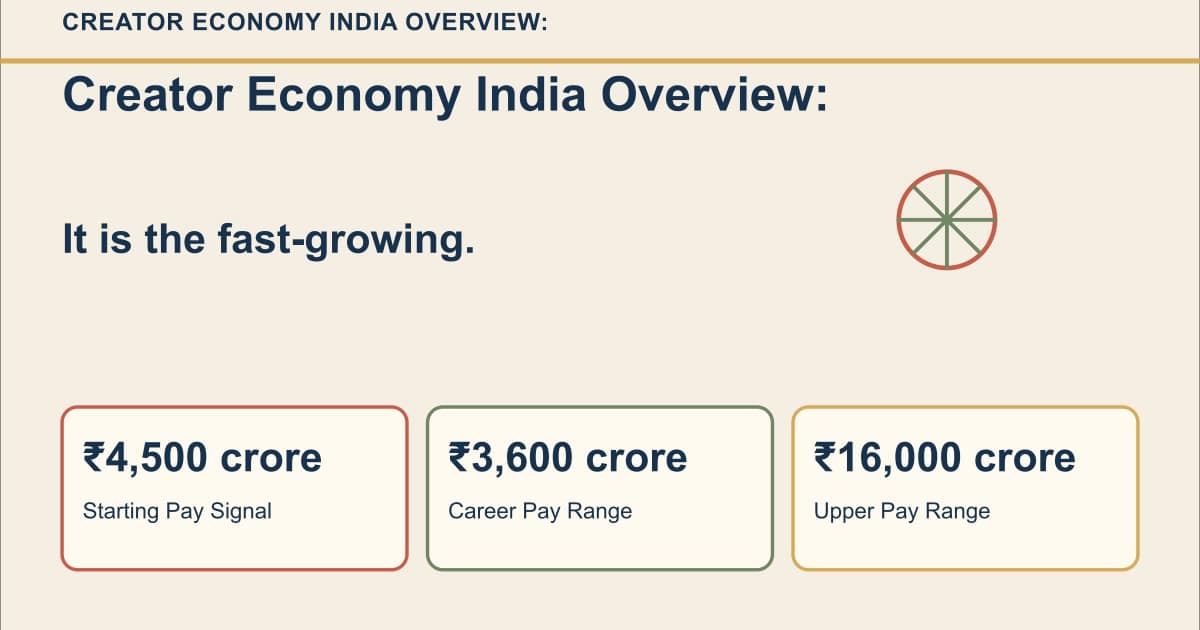 CREATOR ECONOMY INDIA OVERVIEW:
Creator Economy India Overview:
It is the fast-growing.
₹4,500 crore
Starting Pay Signal
₹3,600 crore
Career Pay Range
₹16,000 crore
Upper Pay Range